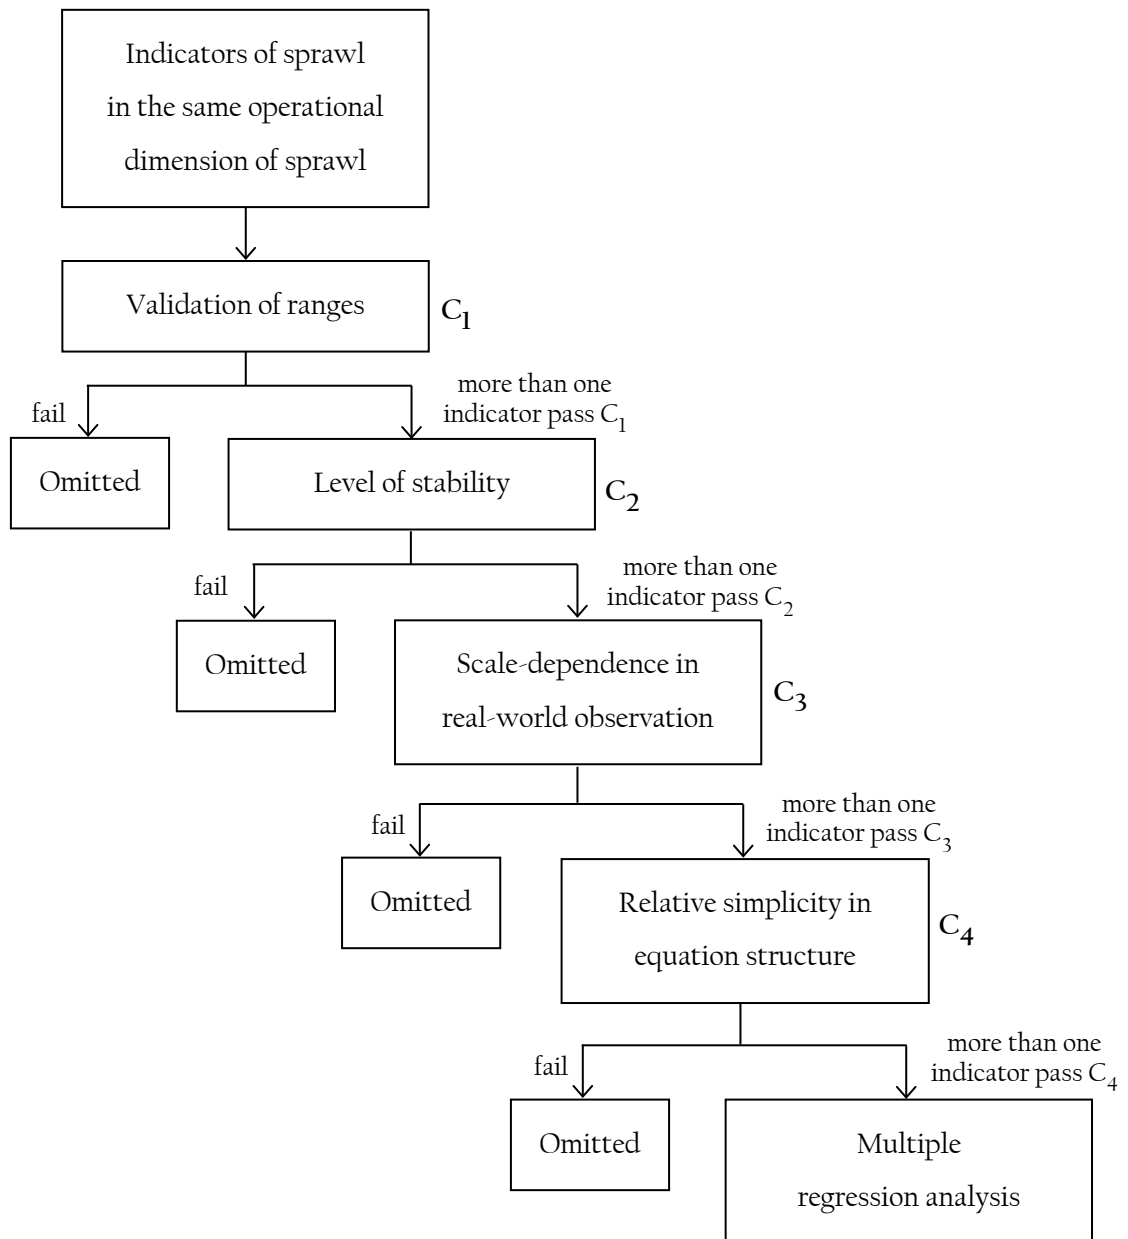 Indicators of sprawl
in the same operational
dimension of sprawl
Validation of ranges
C1
fail
more than one
indicator pass C1
Omitted
Level of stability
C2
fail
more than one
indicator pass C2
Omitted
Scale-dependence in
real-world observation
C3
fail
more than one
indicator pass C3
Omitted
Relative simplicity in
equation structure
C4
fail
more than one
indicator pass C4
Omitted
Multiple
regression analysis